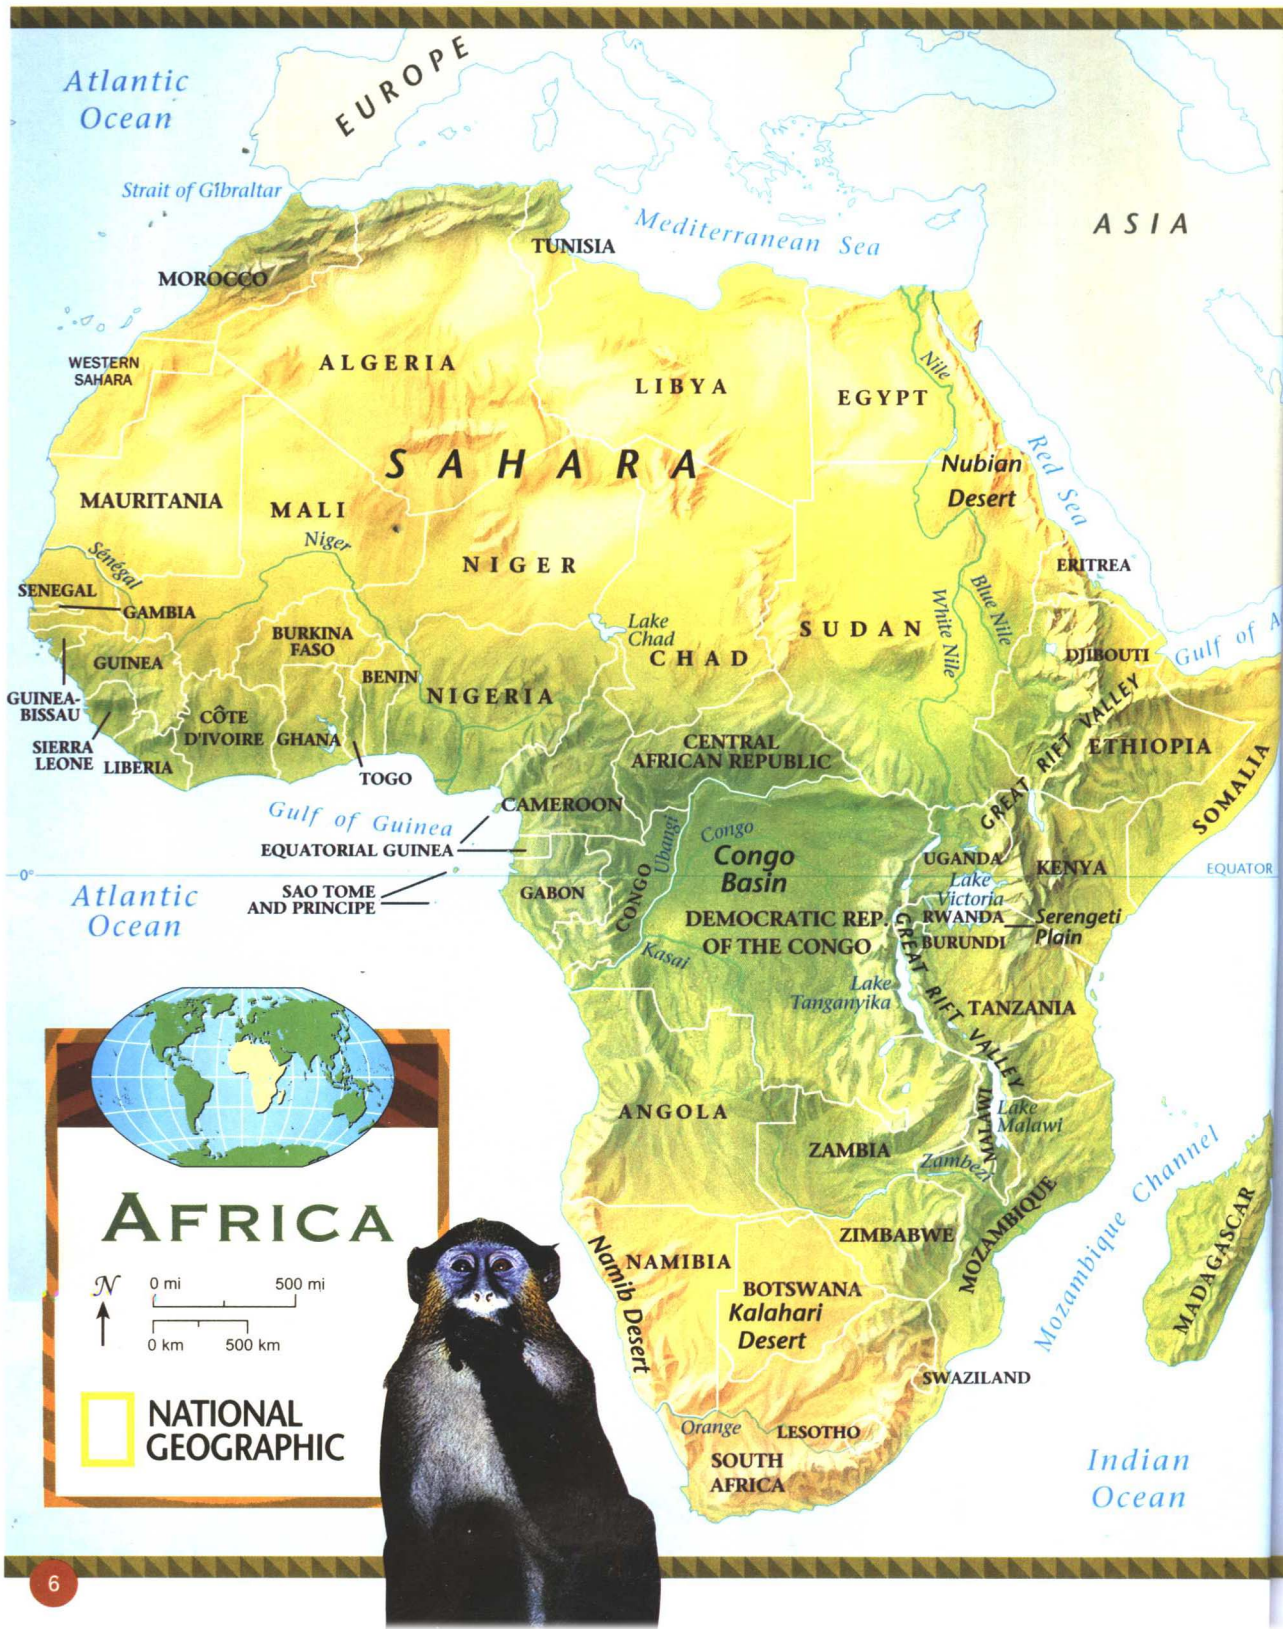 EUROPE
Atlantic
Ocean
Strait of Gibraltar
ASIA
Mediterranean Sea
TUNISIA
MOROCCO
WESTERN
SAHARA
ALGERIA
LIBYA
EGYPT
Nile
SAHARA
Nubian
Desert
Red Sea
MAURITANIA
MALI
Niger
NIGER
Sénégal
SENEGAL
GAMBIA
ERITREA
Blue Nile
White Nile
Lake
Chad
CHAD
SUDAN
BURKINA
FASO
GUINEA
BENIN
NIGERIA
DJIBOUTI
Gulf of A
GUINEA-
BISSAU
SIERRA
LEONE
LIBERIA
CÔTE
D'IVOIRE
GHANA
TOGO
CENTRAL
AFRICAN REPUBLIC
GREAT RIFT VALLEY
ETHIOPIA
SOMALIA
CAMEROON
Gulf of Guinea
EQUATORIAL GUINEA
Ubangi
Congo
Congo
Basin
UGANDA
KENYA
EQUATOR
0°
Atlantic
Ocean
SAO TOME
AND PRINCIPE
GABON
CONGO
Lake
Victoria
DEMOCRATIC REP.
OF THE CONGO
RWANDA
BURUNDI
Serengeti
Plain
Kasai
Lake
Tanganyika
GREAT RIFT VALLEY
TANZANIA
ANGOLA
ZAMBIA
MALAWI
Lake
Malawi
Zambezi
MOZAMBIQUE
Mozambique Channel
MADAGASCAR
ZIMBABWE
NAMIBIA
Namib Desert
BOTSWANA
Kalahari
Desert
SWAZILAND
Orange
LESOTHO
SOUTH
AFRICA
Indian
Ocean
AFRICA
N
0 mi 500 mi
0 km 500 km
NATIONAL
GEOGRAPHIC
6